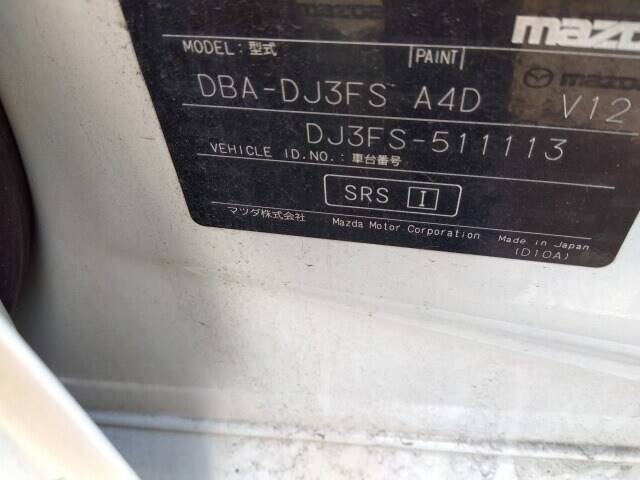 mazda
MODEL:型式 PAINT
mazda
DBA-DJ3FS A4D V12
DJ3FS-511113
VEHICLE ID.NO.:車台番号
SRS I
マツダ株式会社 Mazda Motor Corporation Made in Japan
(D10A)